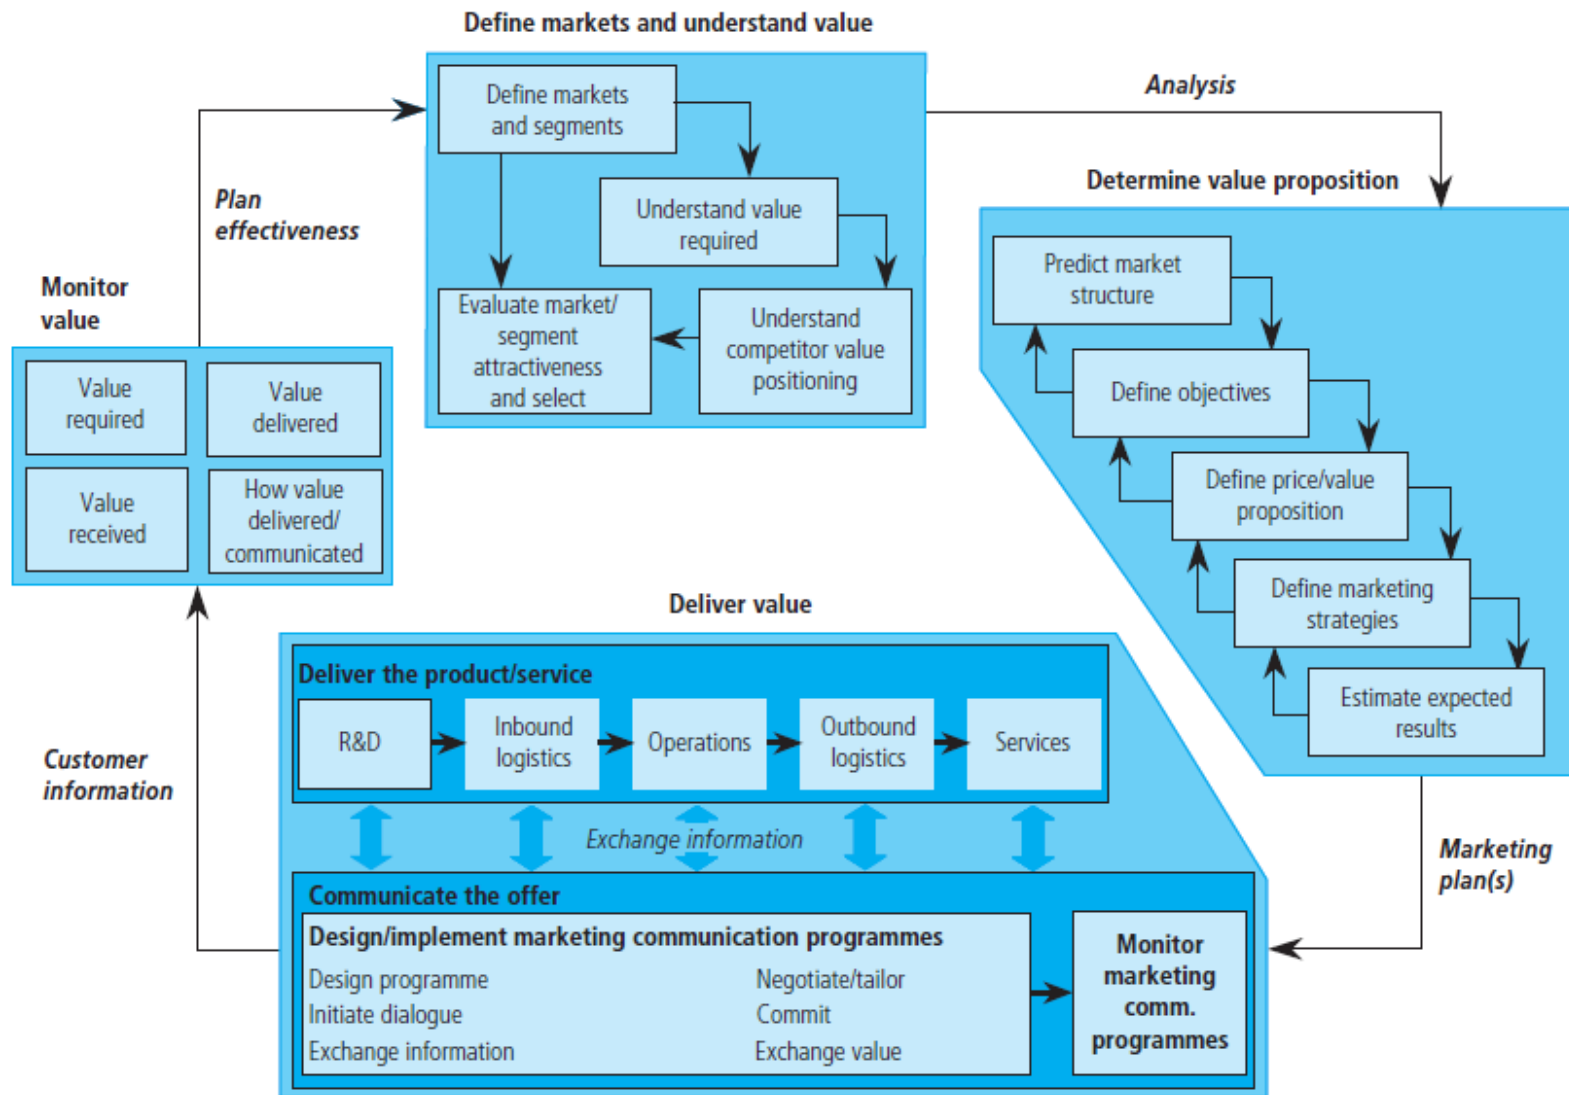 Define markets and understand value
Define markets
and segments
Understand value
required
Evaluate market/
segment
attractiveness
and select
Understand
competitor value
positioning
Analysis
Determine value proposition
Predict market
structure
Define objectives
Define price/value
proposition
Define marketing
strategies
Estimate expected
results
Marketing
plan(s)
Deliver value
Deliver the product/service
R&D
Inbound
logistics
Operations
Outbound
logistics
Services
Exchange information
Communicate the offer
Design/implement marketing communication programmes
Design programme
Initiate dialogue
Exchange information
Negotiate/tailor
Commit
Exchange value
Monitor
marketing
comm.
programmes
Customer
information
Monitor
value
Value
required
Value
delivered
Value
received
How value
delivered/
communicated
Plan
effectiveness